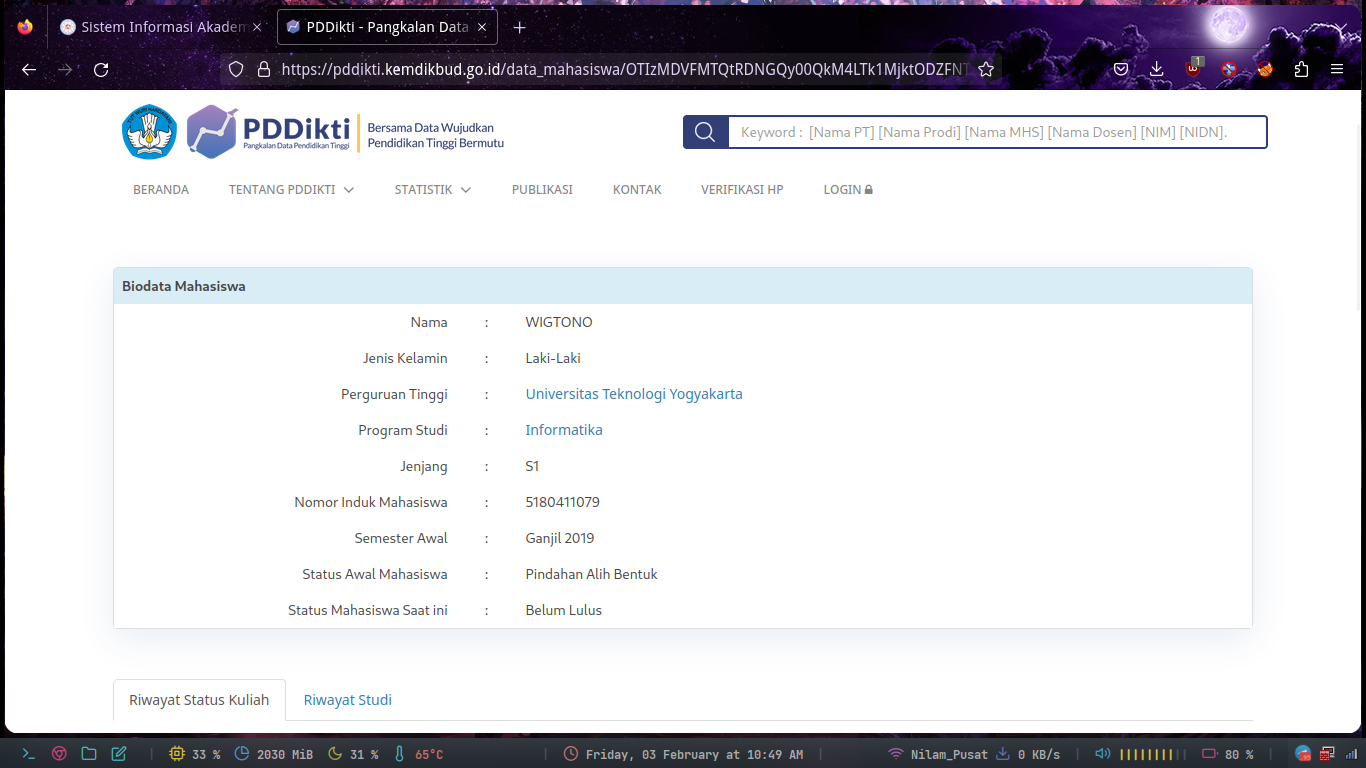 Sistem Informasi Akadem
PDDikti - Pangkalan Data
https://pddikti.kemdikbud.go.id/data_mahasiswa/OTIzMDVFMTQtRDNGQy00QkM4LTk1MjktODZFNT
1
PDDikti
Pangkalan Data Pendidikan Tinggi
Bersama Data Wujudkan
Pendidikan Tinggi Bermutu
Keyword : [Nama PT] [Nama Prodi] [Nama MHS] [Nama Dosen] [NIM] [NIDN].
BERANDA TENTANG PDDIKTI STATISTIK PUBLIKASI KONTAK VERIFIKASI HP LOGIN
Biodata Mahasiswa
Nama : WIGTONO
Jenis Kelamin : Laki-Laki
Perguruan Tinggi : Universitas Teknologi Yogyakarta
Program Studi : Informatika
Jenjang : S1
Nomor Induk Mahasiswa : 5180411079
Semester Awal : Ganjil 2019
Status Awal Mahasiswa : Pindahan Alih Bentuk
Status Mahasiswa Saat ini : Belum Lulus
Riwayat Status Kuliah Riwayat Studi
33 % 2030 MiB 31 % 65°C Friday, 03 February at 10:49 AM Nilam_Pusat 0 KB/s 80 %